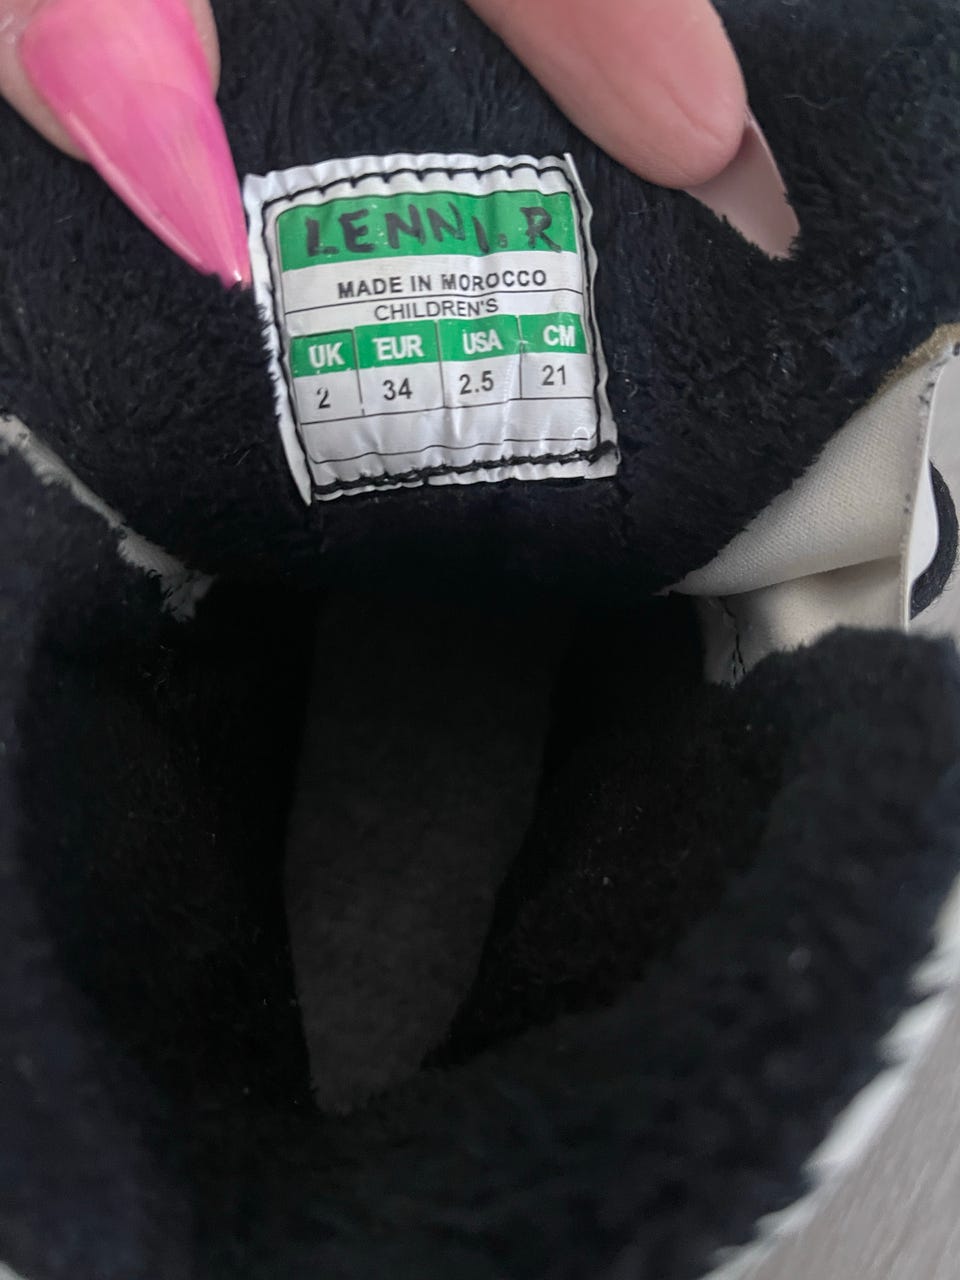 LENNI.R
MADE IN MOROCCO
CHILDREN'S
UK EUR USA CM
2 34 2.5 21